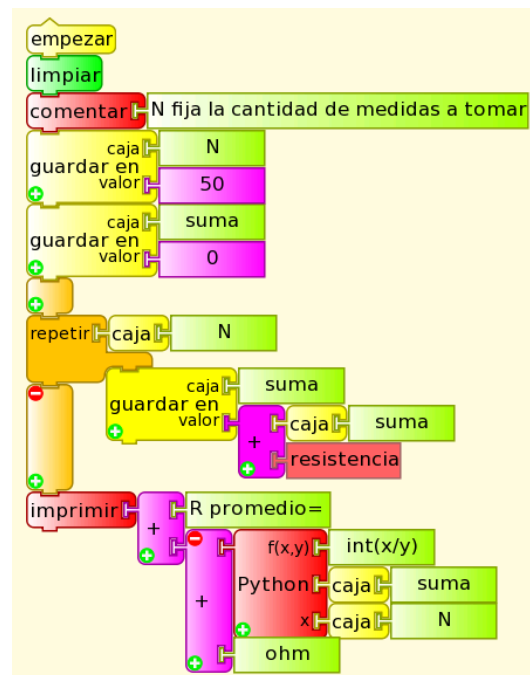 empezar
limpiar
comentar N fija la cantidad de medidas a tomar
caja N
guardar en
valor 50
caja suma
guardar en
valor 0
repetir caja N
caja suma
guardar en
valor + caja suma
resistencia
imprimir + R promedio=
+ f(x,y) int(x/y)
Python caja suma
x caja N
ohm